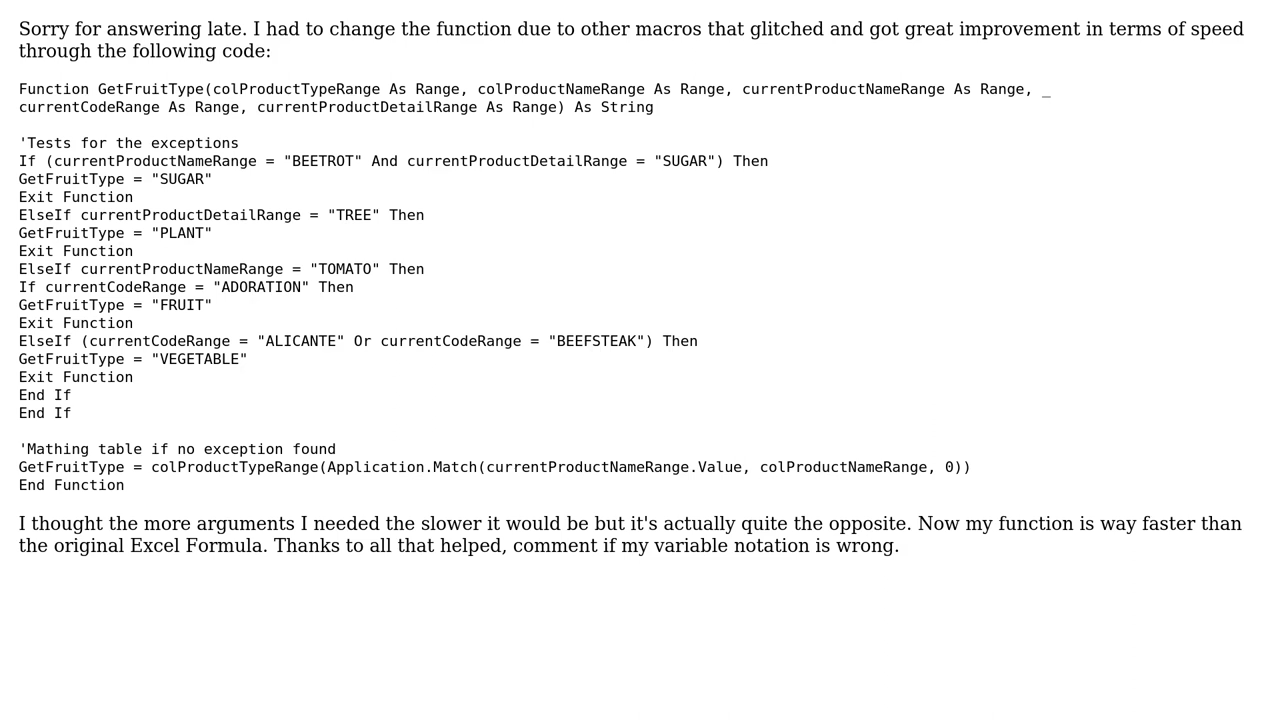 Sorry for answering late. I had to change the function due to other macros that glitched and got great improvement in terms of speed
through the following code:
Function GetFruitType(colProductTypeRange As Range, colProductNameRange As Range, currentProductNameRange As Range, _
currentCodeRange As Range, currentProductDetailRange As Range) As String
'Tests for the exceptions
If (currentProductNameRange = "BEETROT" And currentProductDetailRange = "SUGAR") Then
GetFruitType = "SUGAR"
Exit Function
ElseIf currentProductDetailRange = "TREE" Then
GetFruitType = "PLANT"
Exit Function
ElseIf currentProductNameRange = "TOMATO" Then
If currentCodeRange = "ADORATION" Then
GetFruitType = "FRUIT"
Exit Function
ElseIf (currentCodeRange = "ALICANTE" Or currentCodeRange = "BEEFSTEAK") Then
GetFruitType = "VEGETABLE"
Exit Function
End If
End If
'Mathing table if no exception found
GetFruitType = colProductTypeRange(Application.Match(currentProductNameRange.Value, colProductNameRange, 0))
End Function
I thought the more arguments I needed the slower it would be but it's actually quite the opposite. Now my function is way faster than
the original Excel Formula. Thanks to all that helped, comment if my variable notation is wrong.